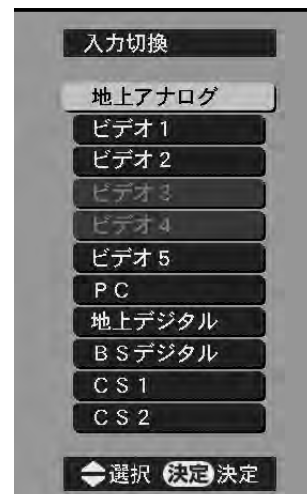 入力切換
地上アナログ
ビデオ1
ビデオ2
ビデオ3
ビデオ4
ビデオ5
PC
地上デジタル
BSデジタル
CS1
CS2
選択 決定 決定